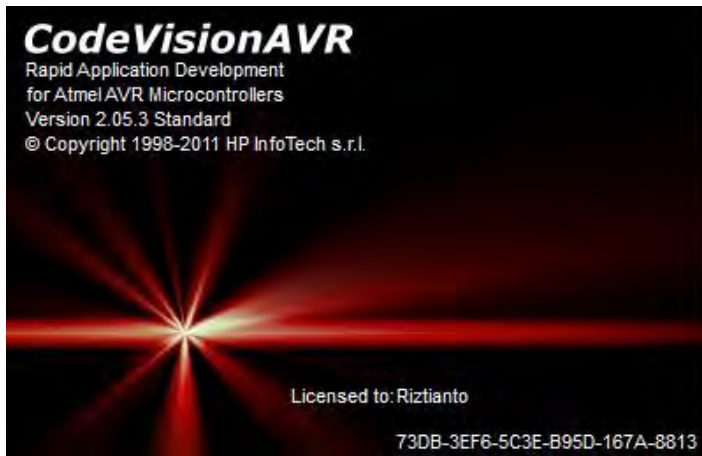 CodeVisionAVR
Rapid Application Development
for Atmel AVR Microcontrollers
Version 2.05.3 Standard
© Copyright 1998-2011 HP InfoTech s.r.l.
Licensed to: Riztianto
73DB-3EF6-5C3E-B95D-167A-8813